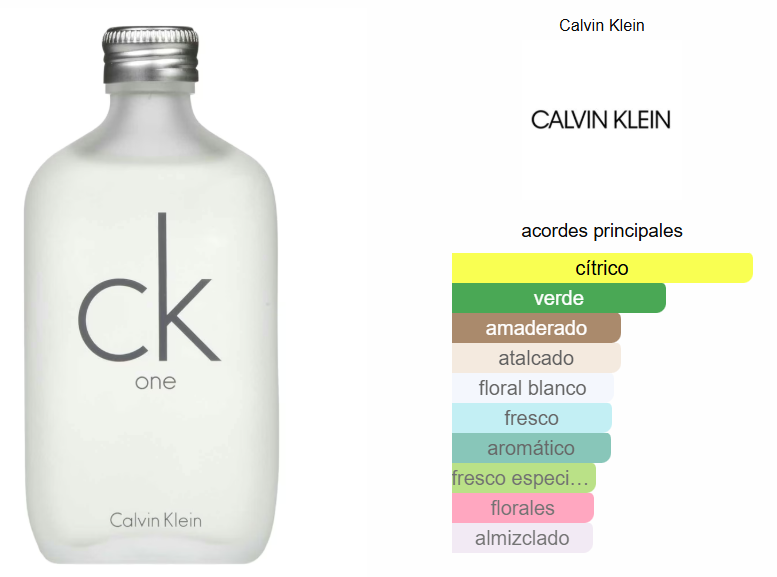 ck
one
Calvin Klein
Calvin Klein
CALVIN KLEIN
acordes principales
cítrico
verde
amaderado
atalcado
floral blanco
fresco
aromático
fresco especi...
florales
almizclado